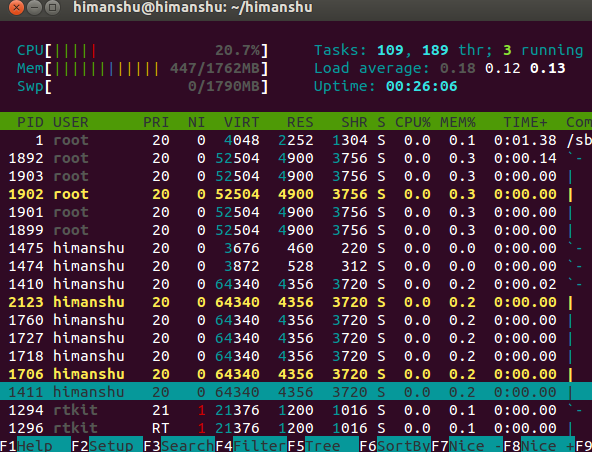 himanshu@himanshu: ~/himanshu
CPU[||||| 20.7%] Tasks: 109, 189 thr; 3 running
Mem[||||||||||||| 447/1762MB] Load average: 0.18 0.12 0.13
Swp[ 0/1790MB] Uptime: 00:26:06
PID USER PRI NI VIRT RES SHR S CPU% MEM% TIME+ Com
1 root 20 0 4048 2252 1304 S 0.0 0.1 0:01.38 /sb
1892 root 20 0 52504 4900 3756 S 0.0 0.3 0:00.14 `-
1903 root 20 0 52504 4900 3756 S 0.0 0.3 0:00.00 |
1902 root 20 0 52504 4900 3756 S 0.0 0.3 0:00.00 |
1901 root 20 0 52504 4900 3756 S 0.0 0.3 0:00.00 |
1899 root 20 0 52504 4900 3756 S 0.0 0.3 0:00.00 |
1475 himanshu 20 0 3676 460 220 S 0.0 0.0 0:00.00 `-
1474 himanshu 20 0 3872 528 312 S 0.0 0.0 0:00.00 `-
1410 himanshu 20 0 64340 4356 3720 S 0.0 0.2 0:00.02 `-
2123 himanshu 20 0 64340 4356 3720 S 0.0 0.2 0:00.00 |
1760 himanshu 20 0 64340 4356 3720 S 0.0 0.2 0:00.00 |
1727 himanshu 20 0 64340 4356 3720 S 0.0 0.2 0:00.00 |
1718 himanshu 20 0 64340 4356 3720 S 0.0 0.2 0:00.00 |
1706 himanshu 20 0 64340 4356 3720 S 0.0 0.2 0:00.00 |
1411 himanshu 20 0 64340 4356 3720 S 0.0 0.2 0:00.00 |
1294 rtkit 21 1 21376 1200 1016 S 0.0 0.1 0:00.00 `-
1296 rtkit RT 1 21376 1200 1016 S 0.0 0.1 0:00.00 |
F1Help F2Setup F3SearchF4FilterF5Tree F6SortByF7Nice -F8Nice +F9